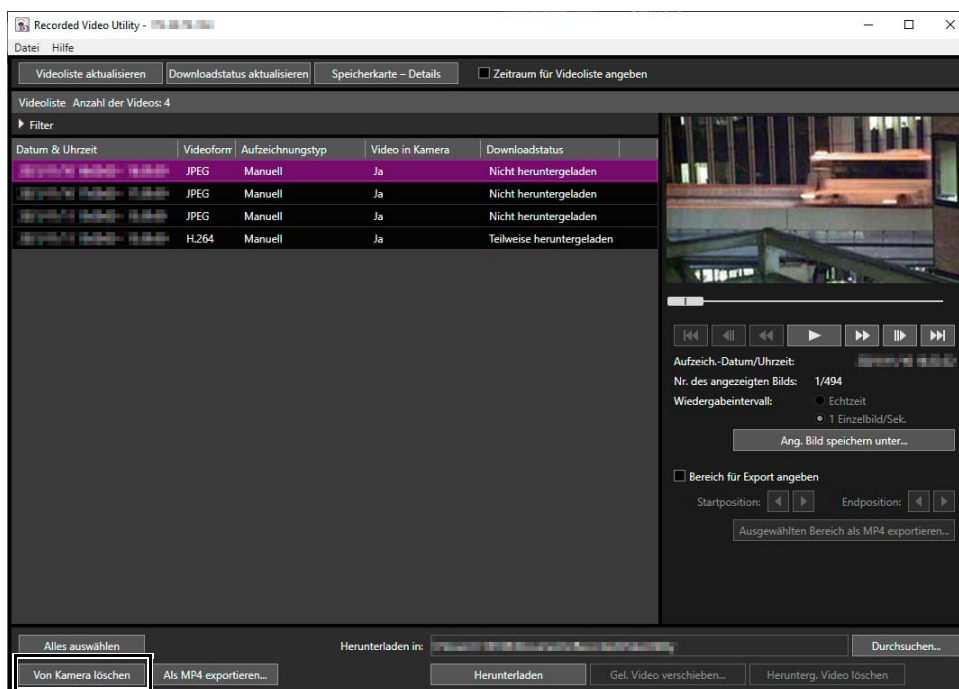 Recorded Video Utility -
Datei Hilfe
Videoliste aktualisieren Downloadstatus aktualisieren Speicherkarte – Details Zeitraum für Videoliste angeben
Videoliste Anzahl der Videos: 4
Filter
Datum & Uhrzeit Videoform Aufzeichnungstyp Video in Kamera Downloadstatus
JPEG Manuell Ja Nicht heruntergeladen
JPEG Manuell Ja Nicht heruntergeladen
JPEG Manuell Ja Nicht heruntergeladen
H.264 Manuell Ja Teilweise heruntergeladen
Aufzeich.-Datum/Uhrzeit:
Nr. des angezeigten Bilds: 1/494
Wiedergabeintervall: Echtzeit
1 Einzelbild/Sek.
Ang. Bild speichern unter...
Bereich für Export angeben
Startposition: Endposition:
Ausgewählten Bereich als MP4 exportieren...
Alles auswählen Herunterladen in: Durchsuchen...
Von Kamera löschen Als MP4 exportieren... Herunterladen Gel. Video verschieben... Herunterg. Video löschen